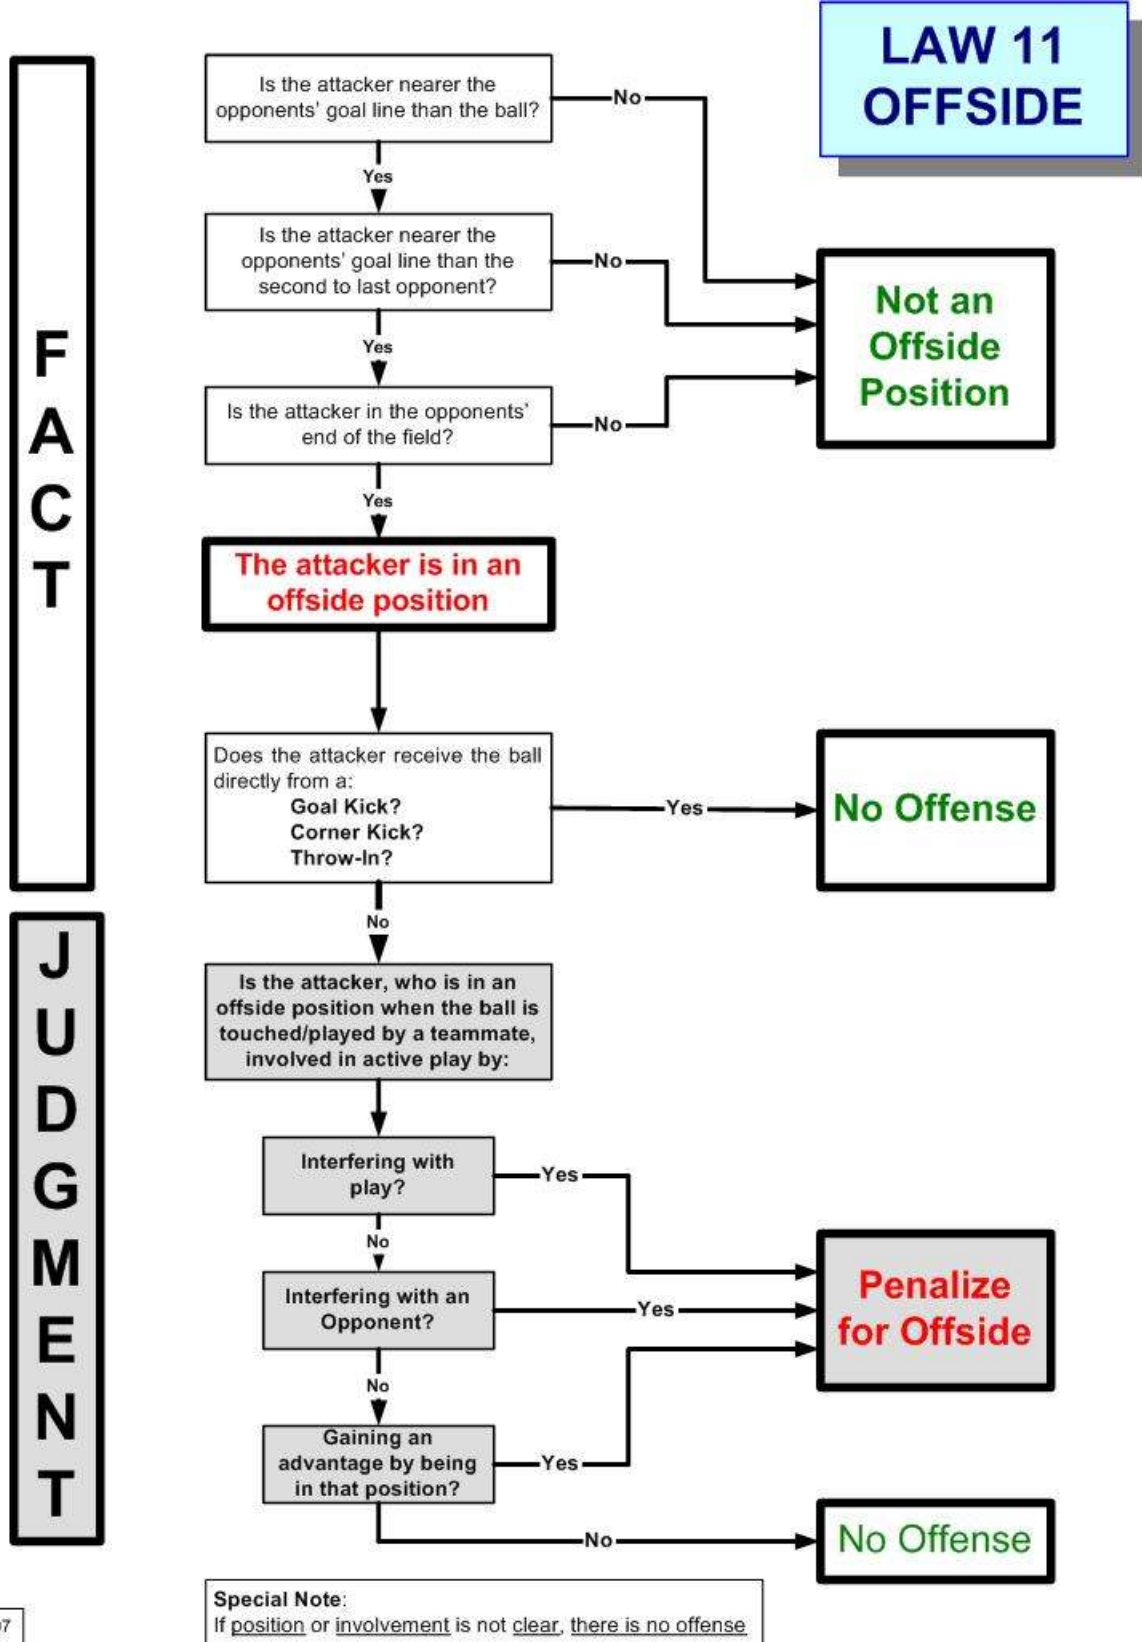 LAW 11
OFFSIDE
FACT
Is the attacker nearer the
opponents' goal line than the ball?
No
Yes
Is the attacker nearer the
opponents' goal line than the
second to last opponent?
No
Not an
Offside
Position
Yes
Is the attacker in the opponents'
end of the field?
No
Yes
The attacker is in an
offside position
Does the attacker receive the ball
directly from a:
Goal Kick?
Corner Kick?
Throw-In?
Yes
No Offense
No
JUDGMENT
Is the attacker, who is in an
offside position when the ball is
touched/played by a teammate,
involved in active play by:
Interfering with
play?
Yes
No
Interfering with an
Opponent?
Yes
Penalize
for Offside
No
Gaining an
advantage by being
in that position?
Yes
No
No Offense
Special Note:
If position or involvement is not clear, there is no offense